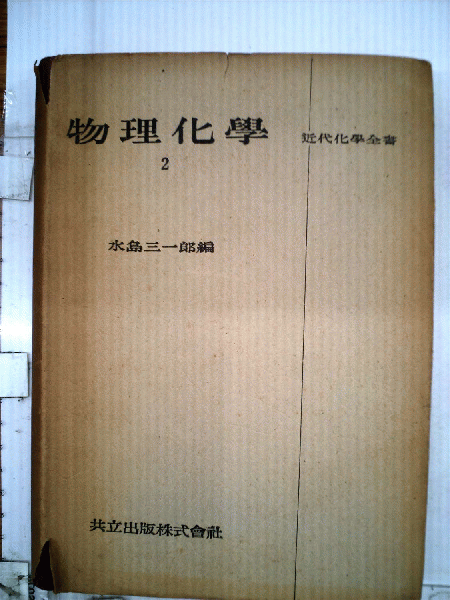 物理化學 近代化學全書
2
水島三一郎編
共立出版株式會社